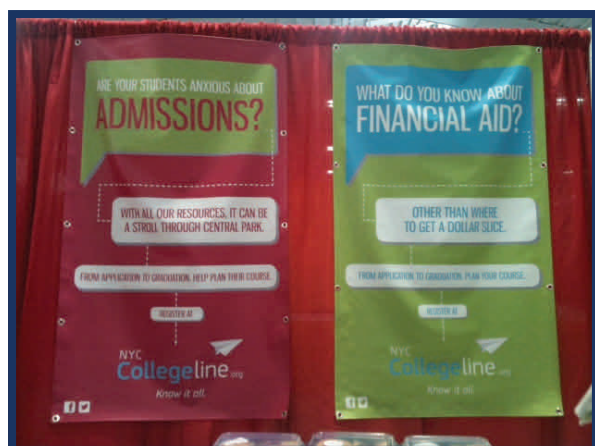 ARE YOUR STUDENTS ANXIOUS ABOUT
ADMISSIONS?
WITH ALL OUR RESOURCES, IT CAN BE
A STROLL THROUGH CENTRAL PARK.
FROM APPLICATION TO GRADUATION. HELP PLAN THEIR COURSE.
REGISTER AT
NYC
Collegeline.org
Know it all.
WHAT DO YOU KNOW ABOUT
FINANCIAL AID?
OTHER THAN WHERE
TO GET A DOLLAR SLICE.
FROM APPLICATION TO GRADUATION. PLAN YOUR COURSE.
REGISTER AT
NYC
Collegeline.org
Know it all.